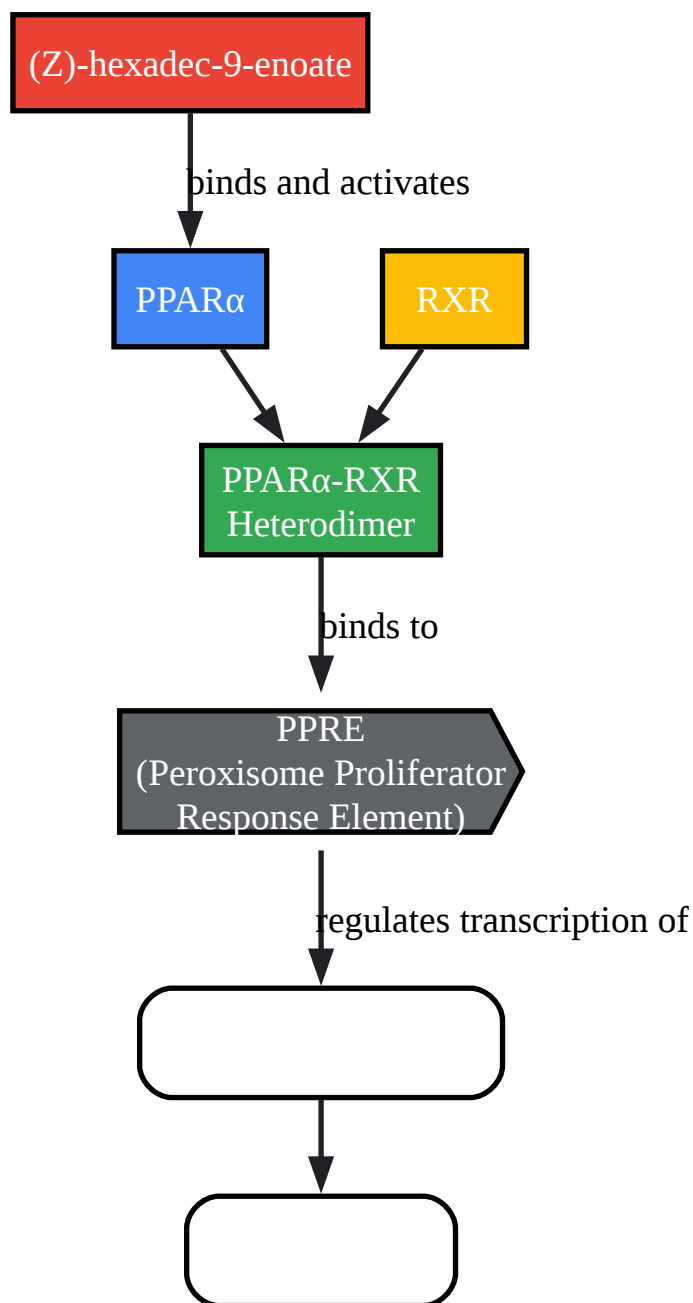 (Z)-hexadec-9-enoate
binds and activates
PPARα
RXR
PPARα-RXR
Heterodimer
binds to
PPRE
(Peroxisome Proliferator
Response Element)
regulates transcription of